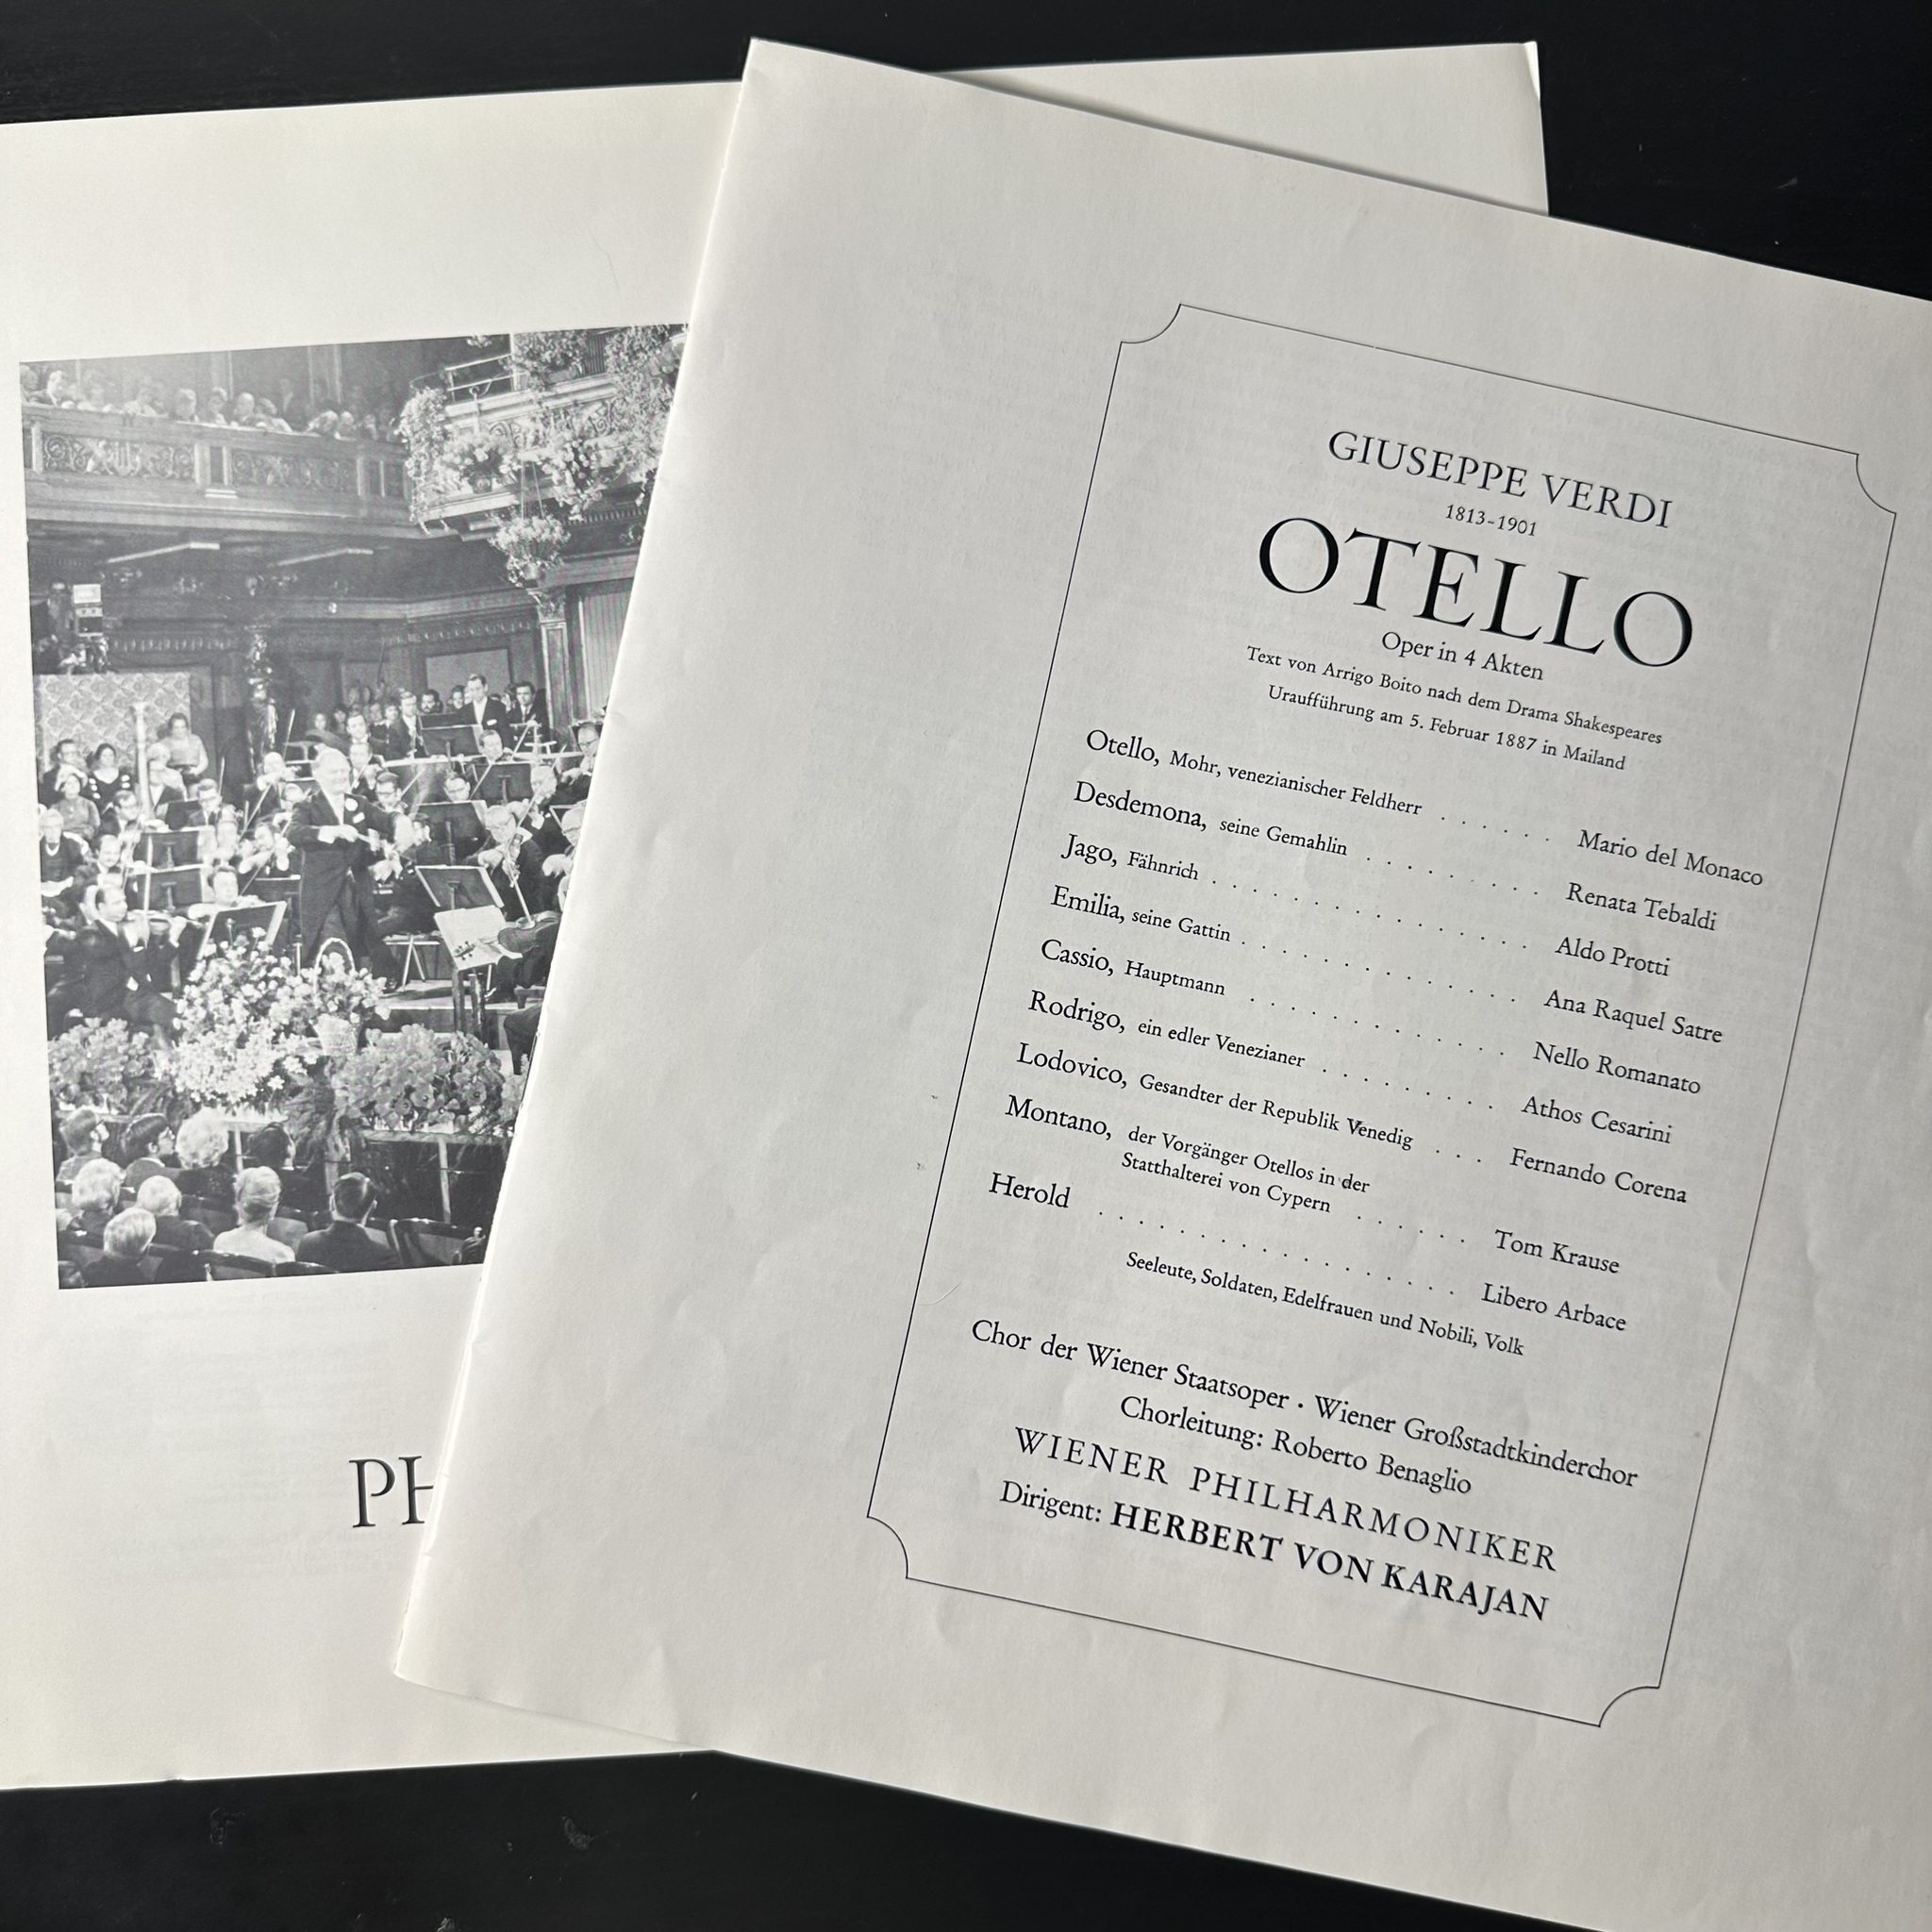 GIUSEPPE VERDI
1813-1901
OTELLO
Oper in 4 Akten
Text von Arrigo Boito nach dem Drama Shakespeares
Uraufführung am 5. Februar 1887 in Mailand
Otello, Mohr, venezianischer Feldherr . . . . . . Mario del Monaco
Desdemona, seine Gemahlin . . . . . . . . . Renata Tebaldi
Jago, Fähnrich . . . . . . . . . . . . . . . . Aldo Protti
Emilia, seine Gattin . . . . . . . . . . . . . . Ana Raquel Satre
Cassio, Hauptmann . . . . . . . . . . . . . Nello Romanato
Rodrigo, ein edler Venezianer . . . . . . . . . Athos Cesarini
Lodovico, Gesandter der Republik Venedig . . . Fernando Corena
Montano, der Vorgänger Otellos in der
Statthalterei von Cypern . . . . . . Tom Krause
Herold . . . . . . . . . . . . . . . . . . Libero Arbace
Seeleute, Soldaten, Edelfrauen und Nobili, Volk
Chor der Wiener Staatsoper · Wiener Großstadtkinderchor
Chorleitung: Roberto Benaglio
WIENER PHILHARMONIKER
Dirigent: HERBERT VON KARAJAN
PH